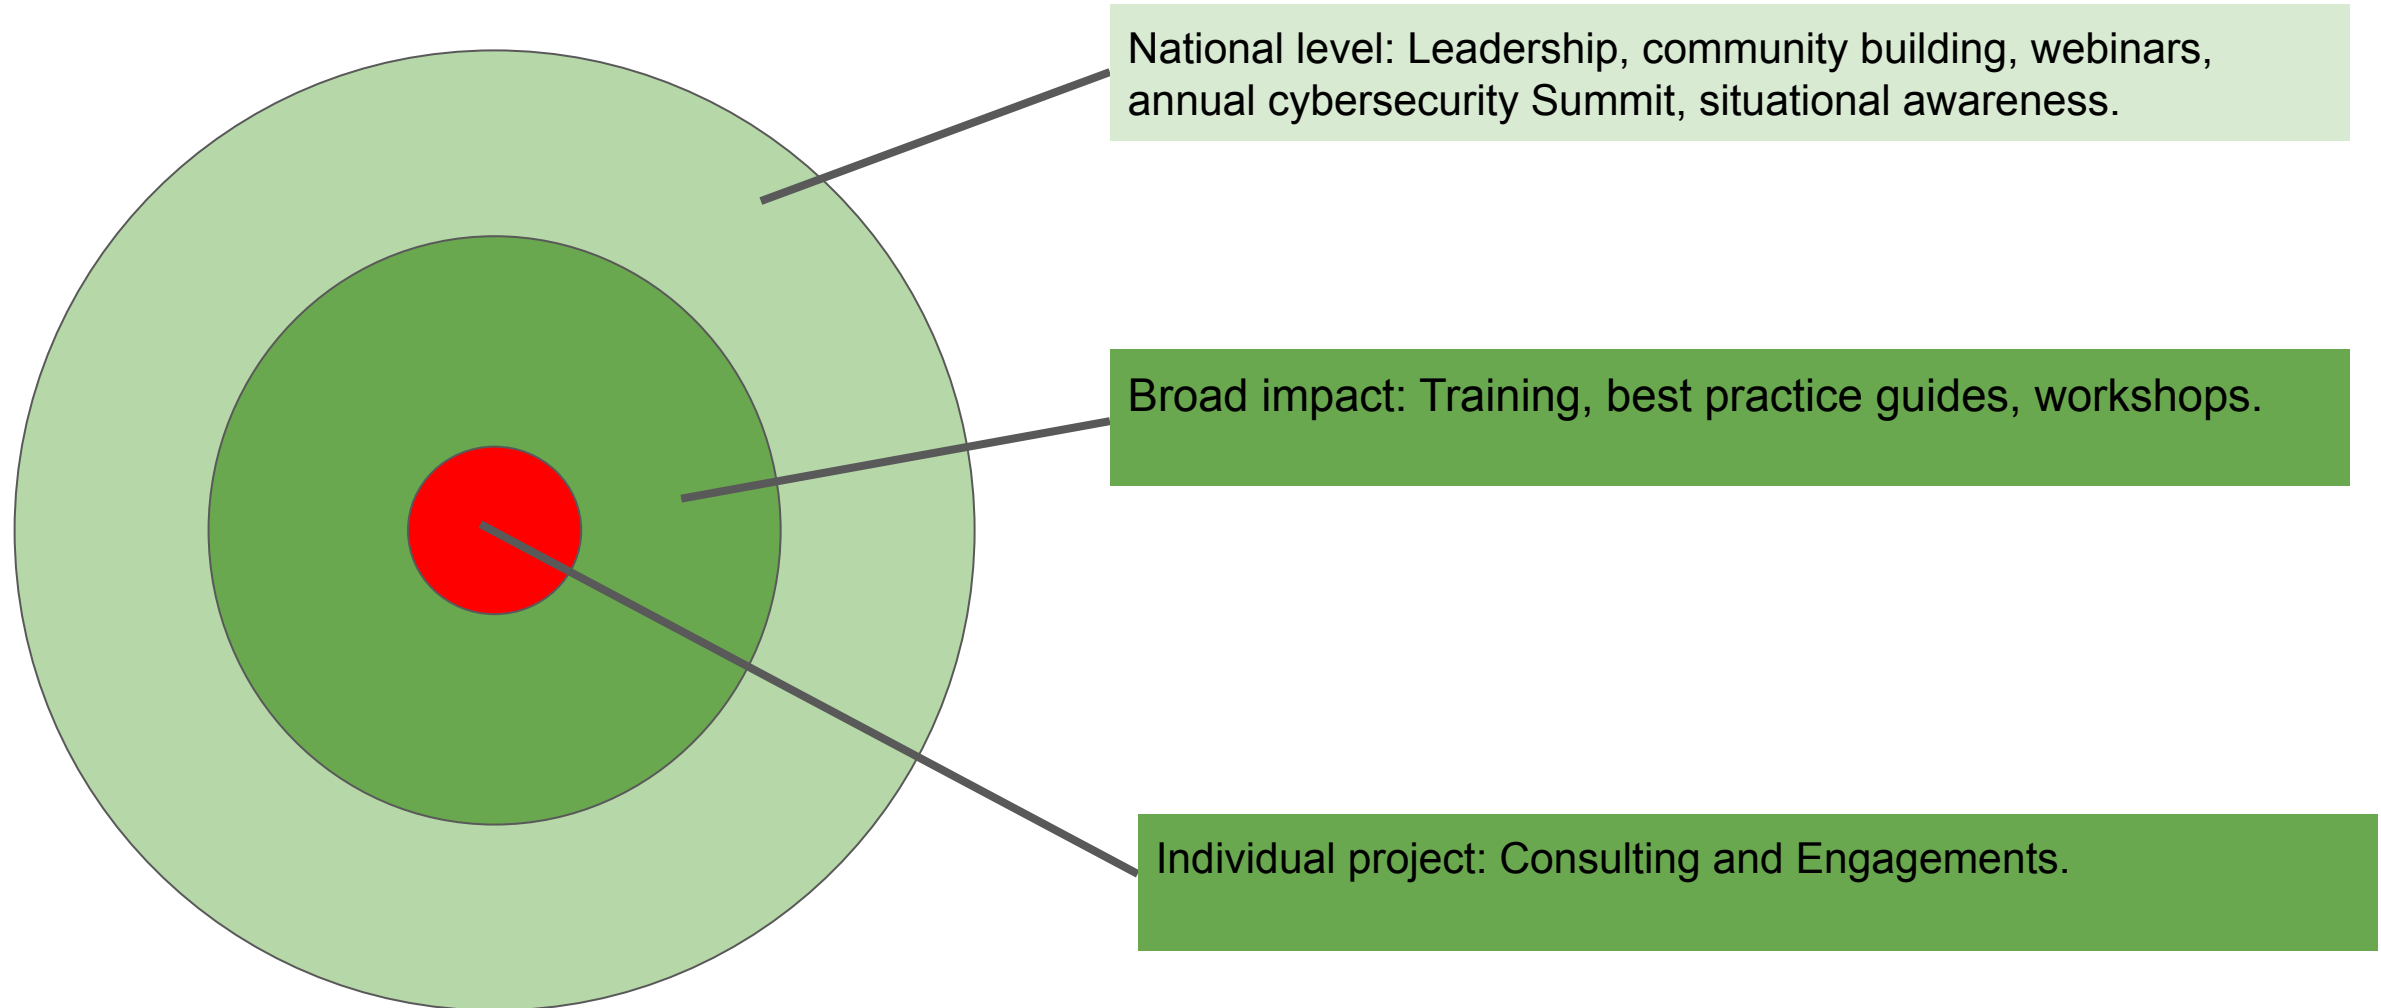 National level: Leadership, community building, webinars,
annual cybersecurity Summit, situational awareness.
Broad impact: Training, best practice guides, workshops.
Individual project: Consulting and Engagements.